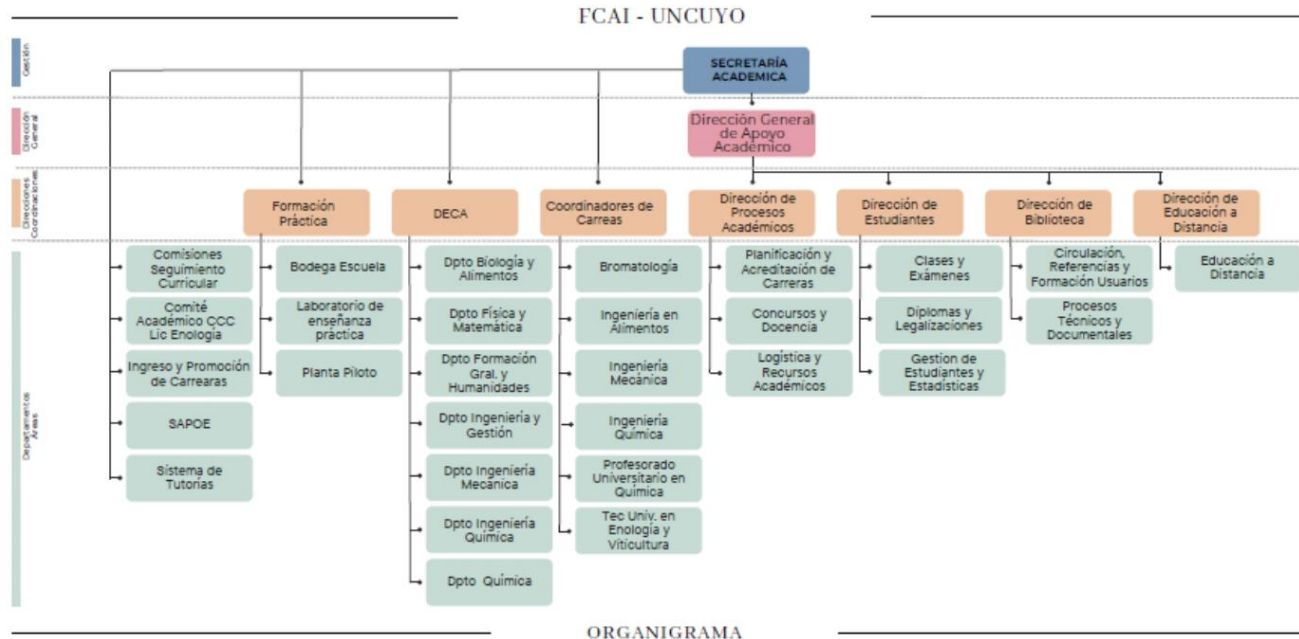 FCAI - UNCUYO
Gestión
SECRETARÍA
ACADEMICA
Dirección
General
Dirección General
de Apoyo
Académico
Direcciones
Coordinaciones
Formación
Práctica
DECA
Coordinadores de
Carreas
Dirección de
Procesos
Académicos
Dirección de
Estudiantes
Dirección de
Biblioteca
Dirección de
Educación a
Distancia
Departamentos
Áreas
Comisiones
Seguimiento
Curricular
Comité
Académico CCC
Lic Enología
Ingreso y Promoción
de Carrearas
SAPOE
Sistema de
Tutorías
Bodega Escuela
Laboratorio de
enseñanza
práctica
Planta Piloto
Dpto Biología y
Alimentos
Dpto Física y
Matemática
Dpto Formación
Gral. y
Humanidades
Dpto Ingeniería y
Gestión
Dpto Ingeniería
Mecánica
Dpto Ingeniería
Química
Dpto Química
Bromatología
Ingeniería en
Alimentos
Ingeniería
Mecánica
Ingeniería
Química
Profesorado
Universitario en
Química
Tec Univ. en
Enología y
Viticultura
Planificación y
Acreditación de
Carreras
Concursos y
Docencia
Logística y
Recursos
Académicos
Clases y
Exámenes
Diplomas y
Legalizaciones
Gestion de
Estudiantes y
Estadísticas
Circulación,
Referencias y
Formación Usuarios
Procesos
Técnicos y
Documentales
Educación a
Distancia
ORGANIGRAMA